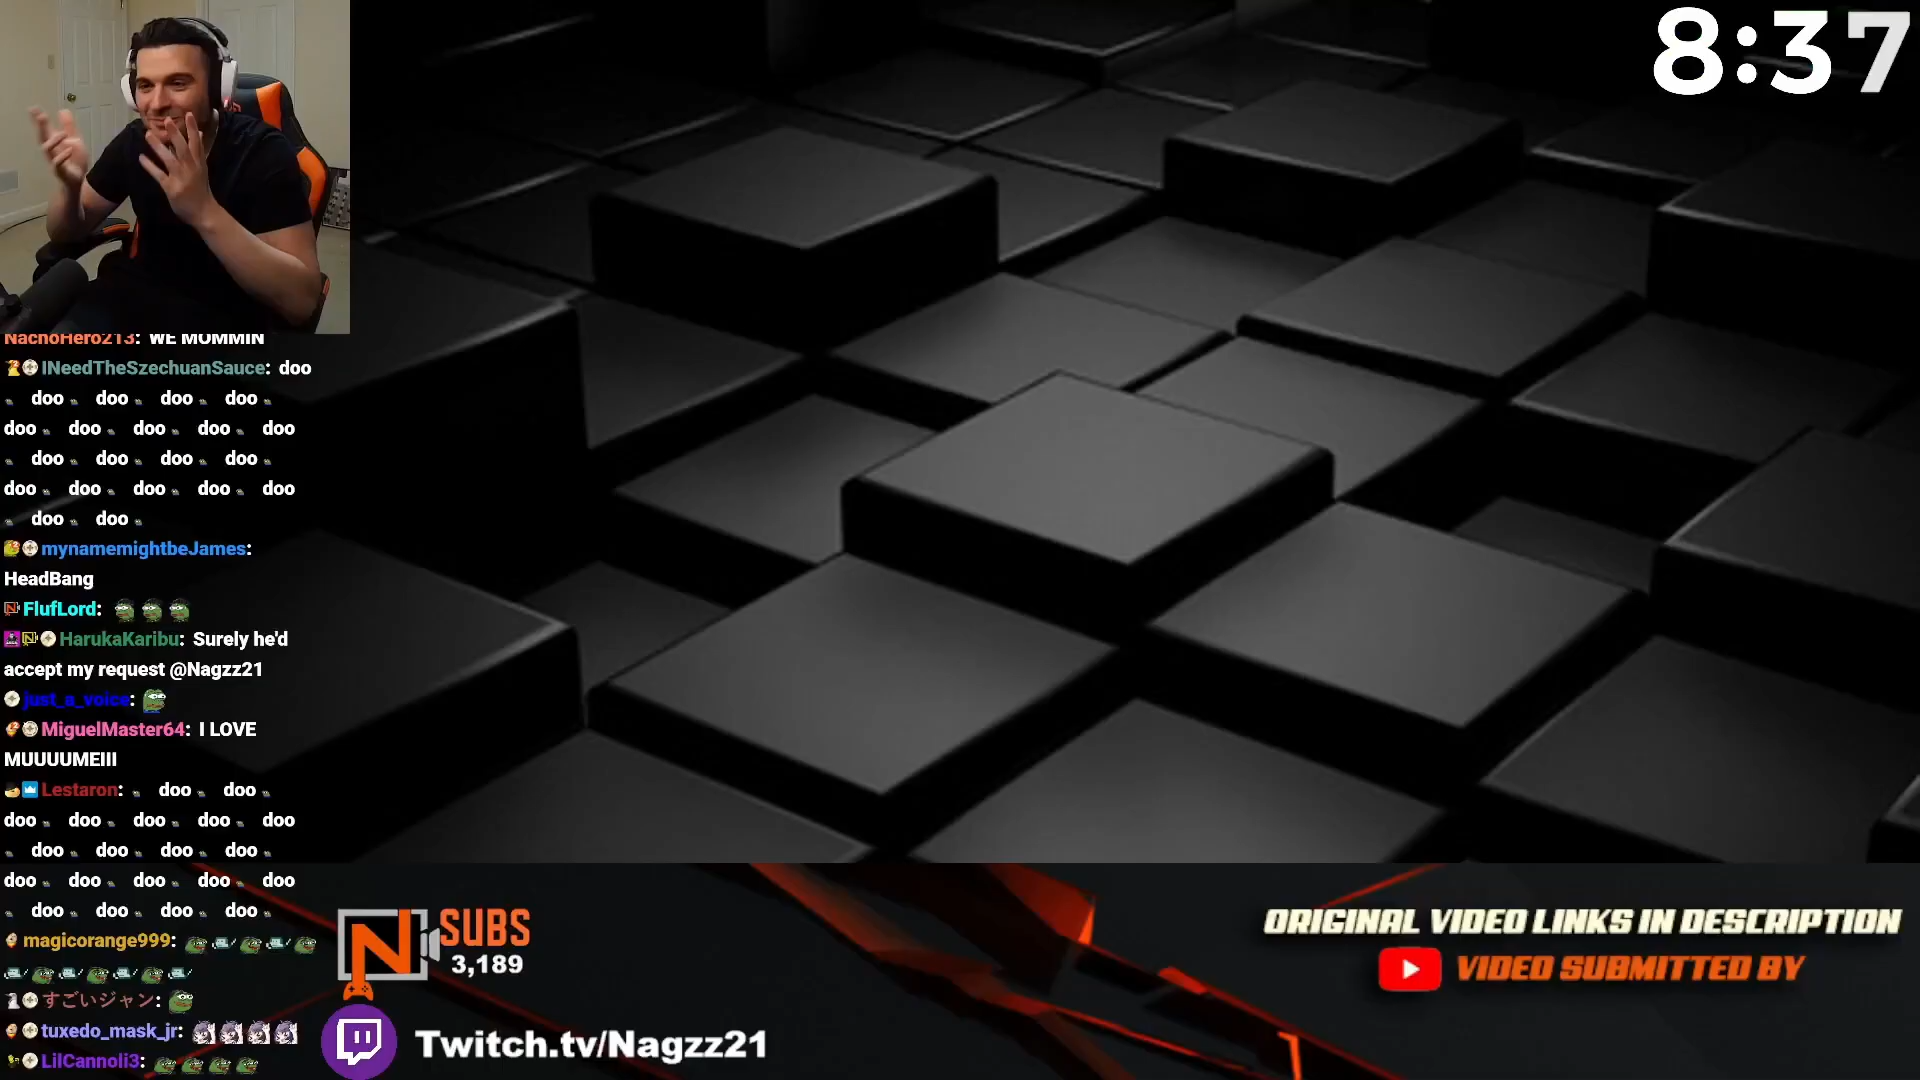 8:37
NachoHero213: WE MOMMIN
INeedTheSzechuanSauce: doo
doo doo doo doo
doo doo doo doo doo
doo doo doo doo
doo doo doo doo doo
doo doo
mynamemightbeJames:
HeadBang
FlufLord:
HarukaKaribu: Surely he'd
accept my request @Nagzz21
just_a_voice:
MiguelMaster64: I LOVE
MUUUUMEIII
Lestaron: doo doo
doo doo doo doo doo
doo doo doo doo
doo doo doo doo doo
doo doo doo doo
magicorange999:
すごいジャン:
tuxedo_mask_jr:
LilCannoli3:
N SUBS
3,189
Twitch.tv/Nagzz21
ORIGINAL VIDEO LINKS IN DESCRIPTION
VIDEO SUBMITTED BY